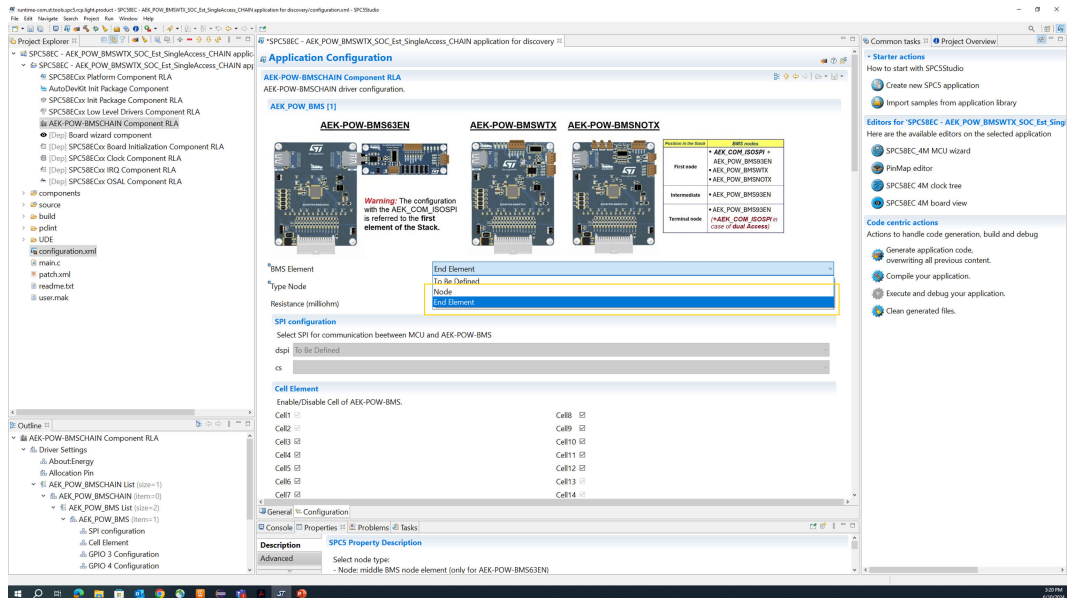 runtime-com.st.tools.spc5.rcp.light.product - SPC58EC - AEK_POW_BMSWTX_SOC_Est_SingleAccess_CHAIN application for discovery/configuration.xml - SPC5Studio
File Edit Navigate Search Project Run Window Help
Project Explorer
SPC58EC - AEK_POW_BMSWTX_SOC_Est_SingleAccess_CHAIN applic
SPC58EC - AEK_POW_BMSWTX_SOC_Est_SingleAccess_CHAIN app
SPC58ECxx Platform Component RLA
AutoDevKit Init Package Component
SPC58ECxx Init Package Component RLA
SPC58ECxx Low Level Drivers Component RLA
AEK-POW-BMSCHAIN Component RLA
[Dep] Board wizard component
[Dep] SPC58ECxx Board Initialization Component RLA
[Dep] SPC58ECxx Clock Component RLA
[Dep] SPC58ECxx IRQ Component RLA
[Dep] SPC58ECxx OSAL Component RLA
components
source
build
pclint
UDE
configuration.xml
main.c
patch.xml
readme.txt
user.mak
Outline
AEK-POW-BMSCHAIN Component RLA
Driver Settings
About:Energy
Allocation Pin
AEK_POW_BMSCHAIN List (size=1)
AEK_POW_BMSCHAIN (item=0)
AEK_POW_BMS List (size=2)
AEK_POW_BMS (item=1)
SPI configuration
Cell Element
GPIO 3 Configuration
GPIO 4 Configuration
*SPC58EC - AEK_POW_BMSWTX_SOC_Est_SingleAccess_CHAIN application for discovery
Application Configuration
AEK-POW-BMSCHAIN Component RLA
AEK-POW-BMSCHAIN driver configuration.
AEK_POW_BMS [1]
AEK-POW-BMS63EN AEK-POW-BMSWTX AEK-POW-BMSNOTX
Warning: The configuration
with the AEK_COM_ISOSPI
is referred to the first
element of the Stack.
Position in the Stack BMS nodes
First node
• AEK_COM_ISOSPI +
AEK_POW_BMS93EN
• AEK_POW_BMSWTX
• AEK_POW_BMSNOTX
Intermediate • AEK_POW_BMS93EN
Terminal node
• AEK_POW_BMS93EN
(+AEK_COM_ISOSPI in
case of dual Access)
BMS Element End Element
To Be Defined
Type Node Node
End Element
Resistance (milliohm)
SPI configuration
Select SPI for communication beetween MCU and AEK-POW-BMS
dspi To Be Defined
cs
Cell Element
Enable/Disable Cell of AEK-POW-BMS.
Cell1 Cell8
Cell2 Cell9
Cell3 Cell10
Cell4 Cell11
Cell5 Cell12
Cell6 Cell13
Cell7 Cell14
General Configuration
Console Properties Problems Tasks
Description SPC5 Property Description
Advanced Select node type:
- Node: middle BMS node element (only for AEK-POW-BMS63EN)
Common tasks Project Overview
Starter actions
How to start with SPC5Studio
Create new SPC5 application
Import samples from application library
Editors for 'SPC58EC - AEK_POW_BMSWTX_SOC_Est_Sing
Here are the available editors on the selected application
SPC58EC_4M MCU wizard
PinMap editor
SPC58EC 4M clock tree
SPC58EC 4M board view
Code centric actions
Actions to handle code generation, build and debug
Generate application code,
overwriting all previous content.
Compile your application.
Execute and debug your application.
Clean generated files.
3:20 PM